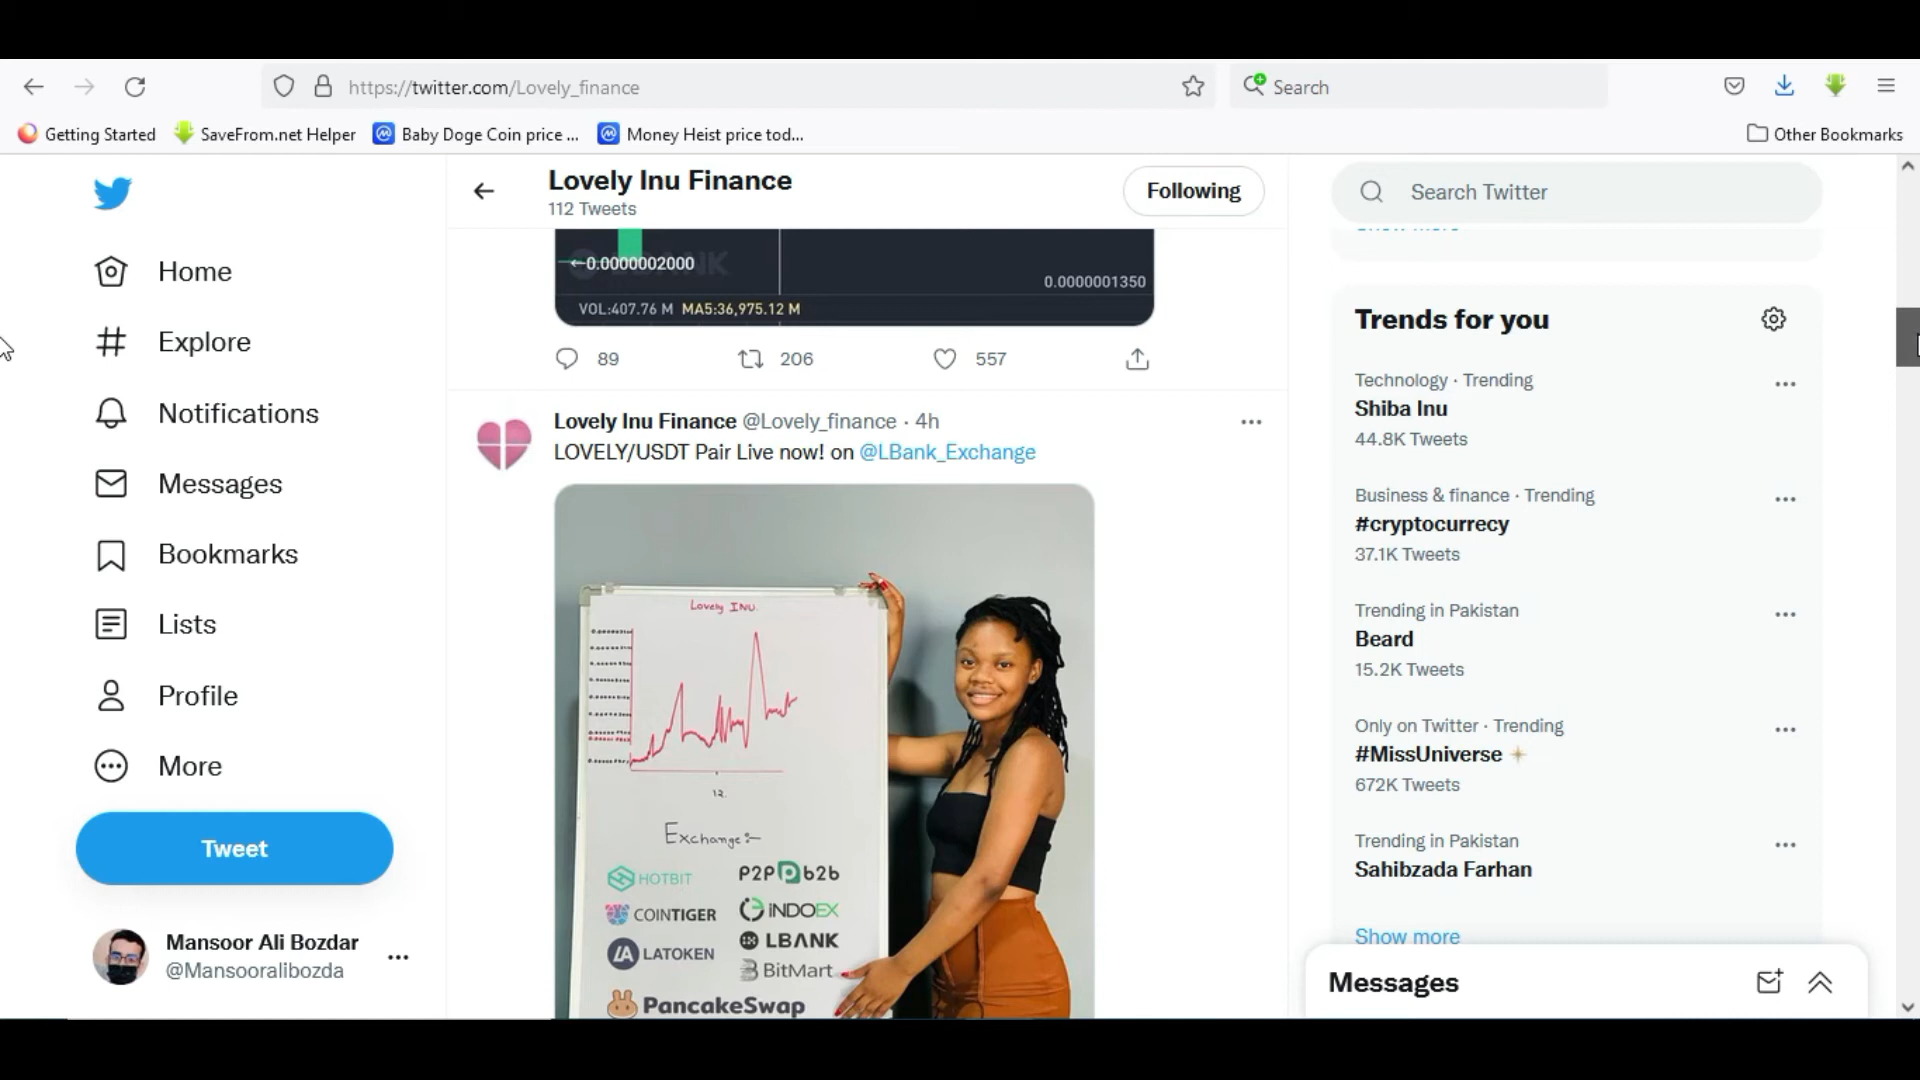 https://twitter.com/Lovely_finance
Search
Getting Started
SaveFrom.net Helper
Baby Doge Coin price ...
Money Heist price tod...
Other Bookmarks
Home
Explore
Notifications
Messages
Bookmarks
Lists
Profile
More
Tweet
Mansoor Ali Bozdar
@Mansooralibozda
Lovely Inu Finance
112 Tweets
Following
←0.0000002000
0.0000001350
VOL:407.76 M MA5:36,975.12 M
89
206
557
Lovely Inu Finance @Lovely_finance · 4h
LOVELY/USDT Pair Live now! on @LBank_Exchange
Lovely INU.
12.
Exchange:-
HOTBIT
P2PPb2b
COINTIGER
INDOEX
LATOKEN
LBANK
BitMart
PancakeSwap
Search Twitter
Trends for you
Technology · Trending
Shiba Inu
44.8K Tweets
Business & finance · Trending
#cryptocurrecy
37.1K Tweets
Trending in Pakistan
Beard
15.2K Tweets
Only on Twitter · Trending
#MissUniverse
672K Tweets
Trending in Pakistan
Sahibzada Farhan
Show more
Messages